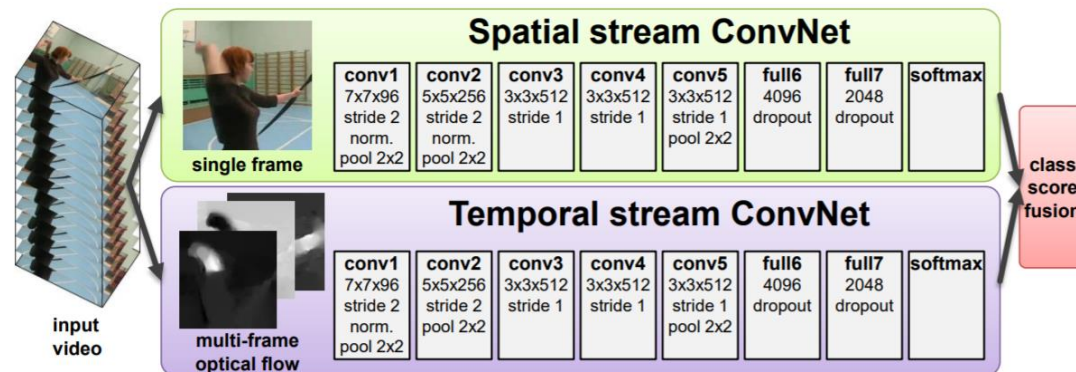 Spatial stream ConvNet
conv1
7x7x96
stride 2
norm.
pool 2x2
conv2
5x5x256
stride 2
norm.
pool 2x2
conv3
3x3x512
stride 1
conv4
3x3x512
stride 1
conv5
3x3x512
stride 1
pool 2x2
full6
4096
dropout
full7
2048
dropout
softmax
single frame
input
video
Temporal stream ConvNet
conv1
7x7x96
stride 2
norm.
pool 2x2
conv2
5x5x256
stride 2
pool 2x2
conv3
3x3x512
stride 1
conv4
3x3x512
stride 1
conv5
3x3x512
stride 1
pool 2x2
full6
4096
dropout
full7
2048
dropout
softmax
multi-frame
optical flow
class
score
fusion